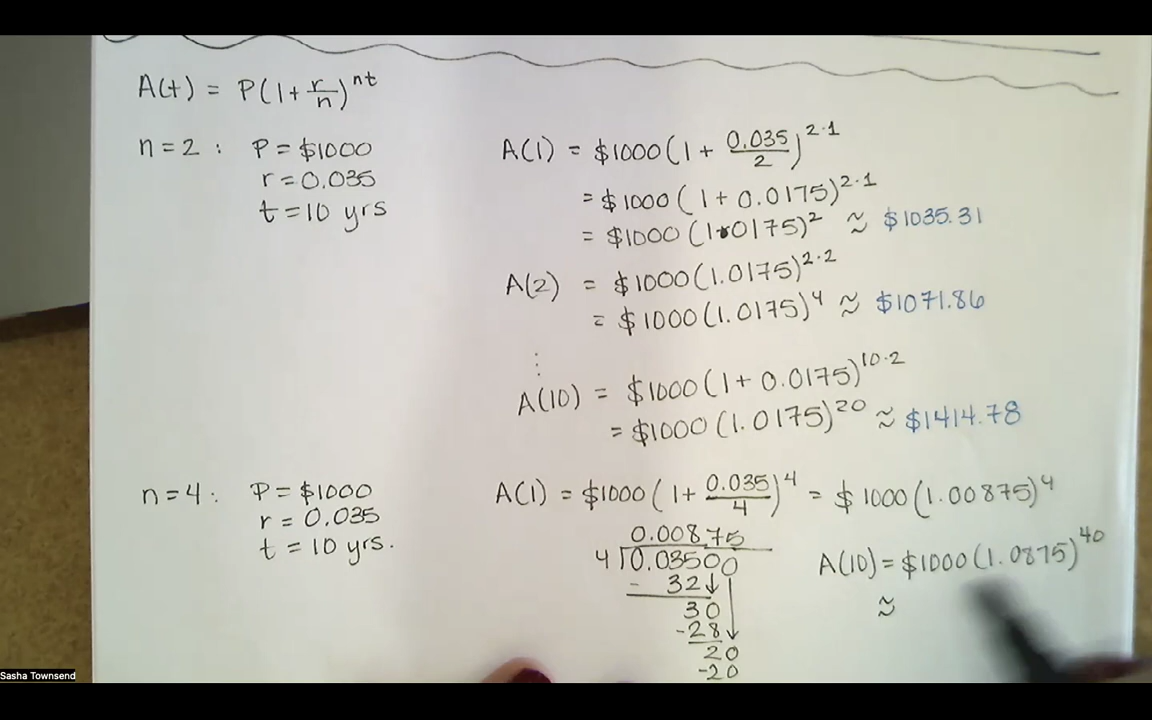 A(t) = P(1 + r/n)^nt
n = 2 : P = $1000
r = 0.035
t = 10 yrs
A(1) = $1000(1 + 0.035/2)^2·1
= $1000(1 + 0.0175)^2·1
= $1000(1.0175)^2 ≈ $1035.31
A(2) = $1000(1.0175)^2·2
= $1000(1.0175)^4 ≈ $1071.86
⋮
A(10) = $1000(1 + 0.0175)^10·2
= $1000(1.0175)^20 ≈ $1414.78
n = 4 : P = $1000
r = 0.035
t = 10 yrs.
A(1) = $1000(1 + 0.035/4)^4 = $1000(1.00875)^4
0.00875
4 0.03500
- 32↓
30
-28↓
20
-20
A(10) = $1000(1.0875)^40
≈
Sasha Townsend